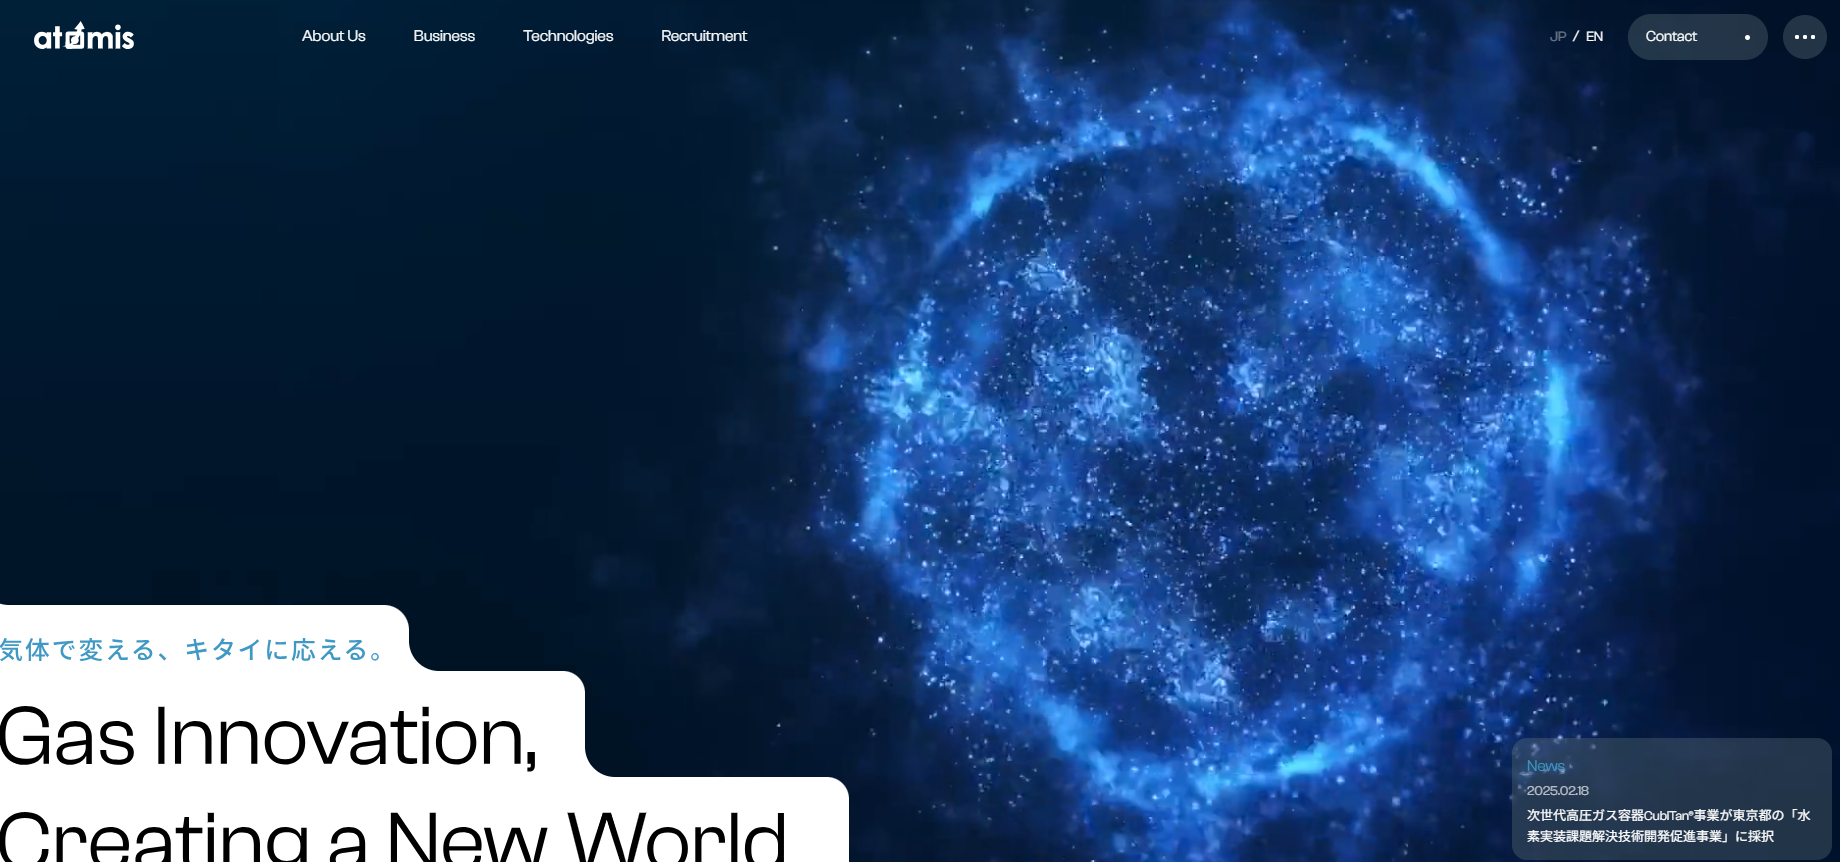 atomis
About Us
Business
Technologies
Recruitment
JP / EN
Contact
気体で変える、キタイに応える。
Gas Innovation,
Creating a New World
News
2025.02.18
次世代高圧ガス容器CubiTan®事業が東京都の「水
素実装課題解決技術開発促進事業」に採択